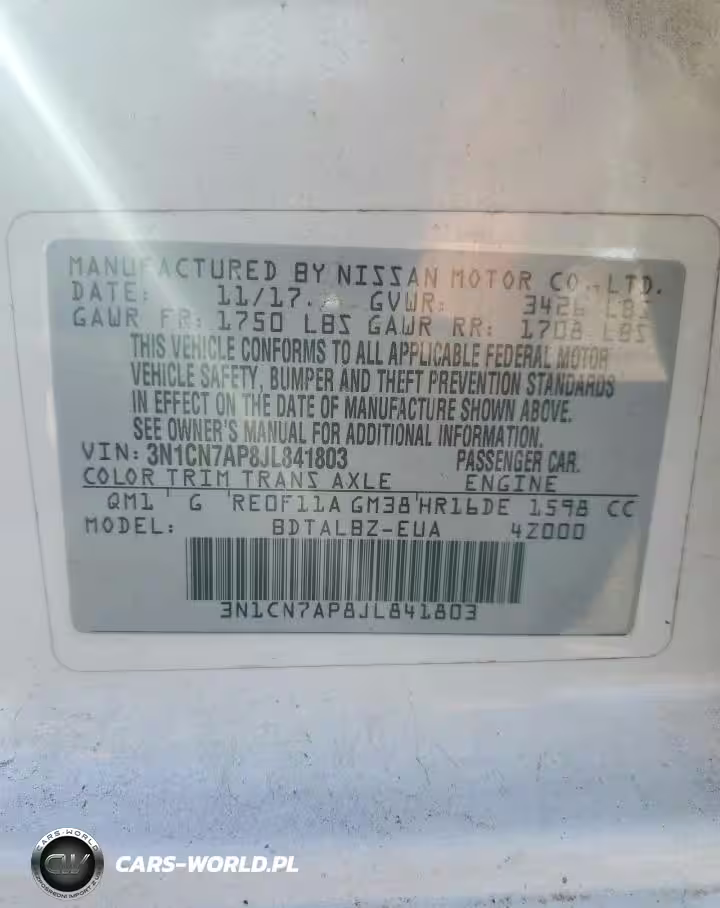 MANUFACTURED BY NISSAN MOTOR CO., LTD.
DATE: 11/17. GVWR: 3426 LBS
GAWR FR: 1750 LBS GAWR RR: 1708 LBS
THIS VEHICLE CONFORMS TO ALL APPLICABLE FEDERAL MOTOR
VEHICLE SAFETY, BUMPER AND THEFT PREVENTION STANDARDS
IN EFFECT ON THE DATE OF MANUFACTURE SHOWN ABOVE.
SEE OWNER'S MANUAL FOR ADDITIONAL INFORMATION.
VIN: 3N1CN7AP8JL841803 PASSENGER CAR.
COLOR TRIM TRANS AXLE ENGINE
QM1 G RE0F11A GM38 HR16DE 1598 CC
MODEL: BDTALBZ-EUA 4Z000
3N1CN7AP8JL841803
CARS-WORLD
CW
CARS-WORLD.PL